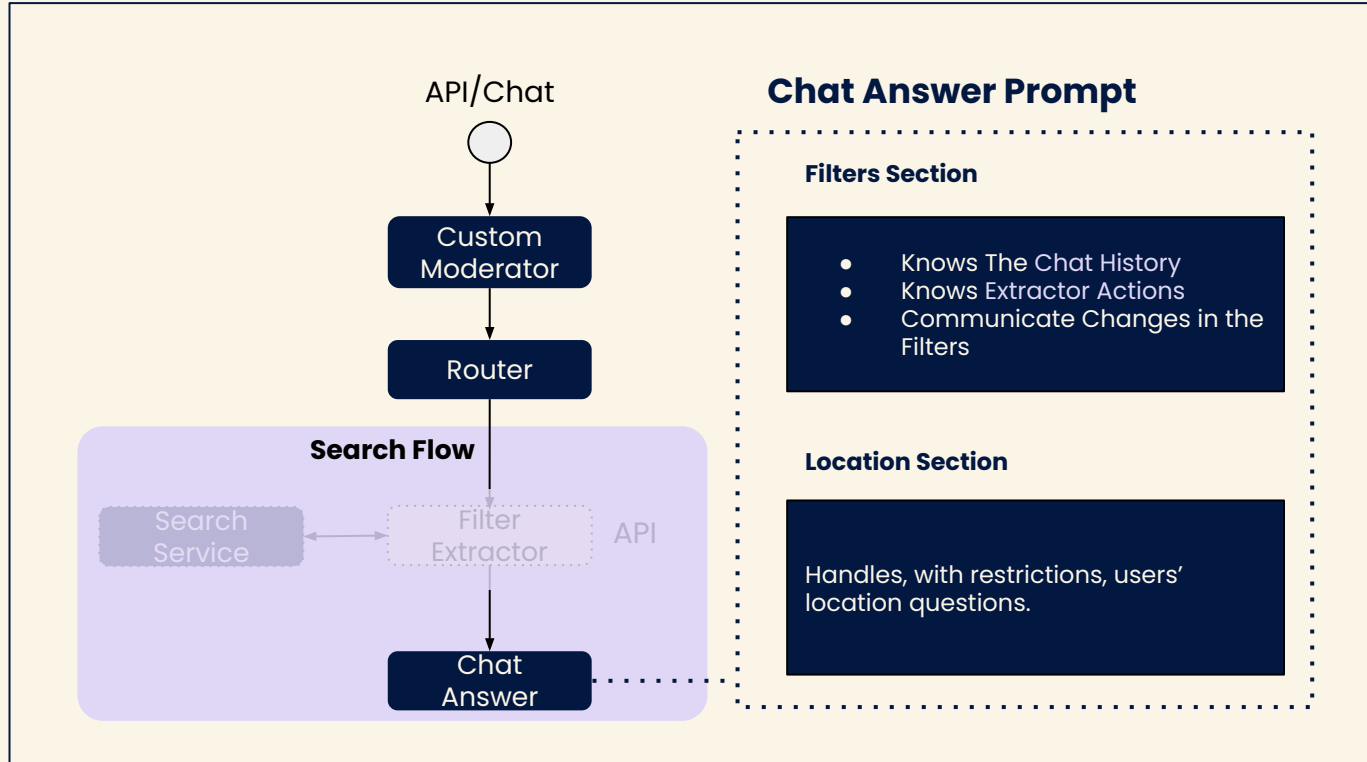 API/Chat
Custom
Moderator
Router
Search Flow
Search
Service
Filter
Extractor
API
Chat
Answer
Chat Answer Prompt
Filters Section
● Knows The Chat History
● Knows Extractor Actions
● Communicate Changes in the
Filters
Location Section
Handles, with restrictions, users’
location questions.